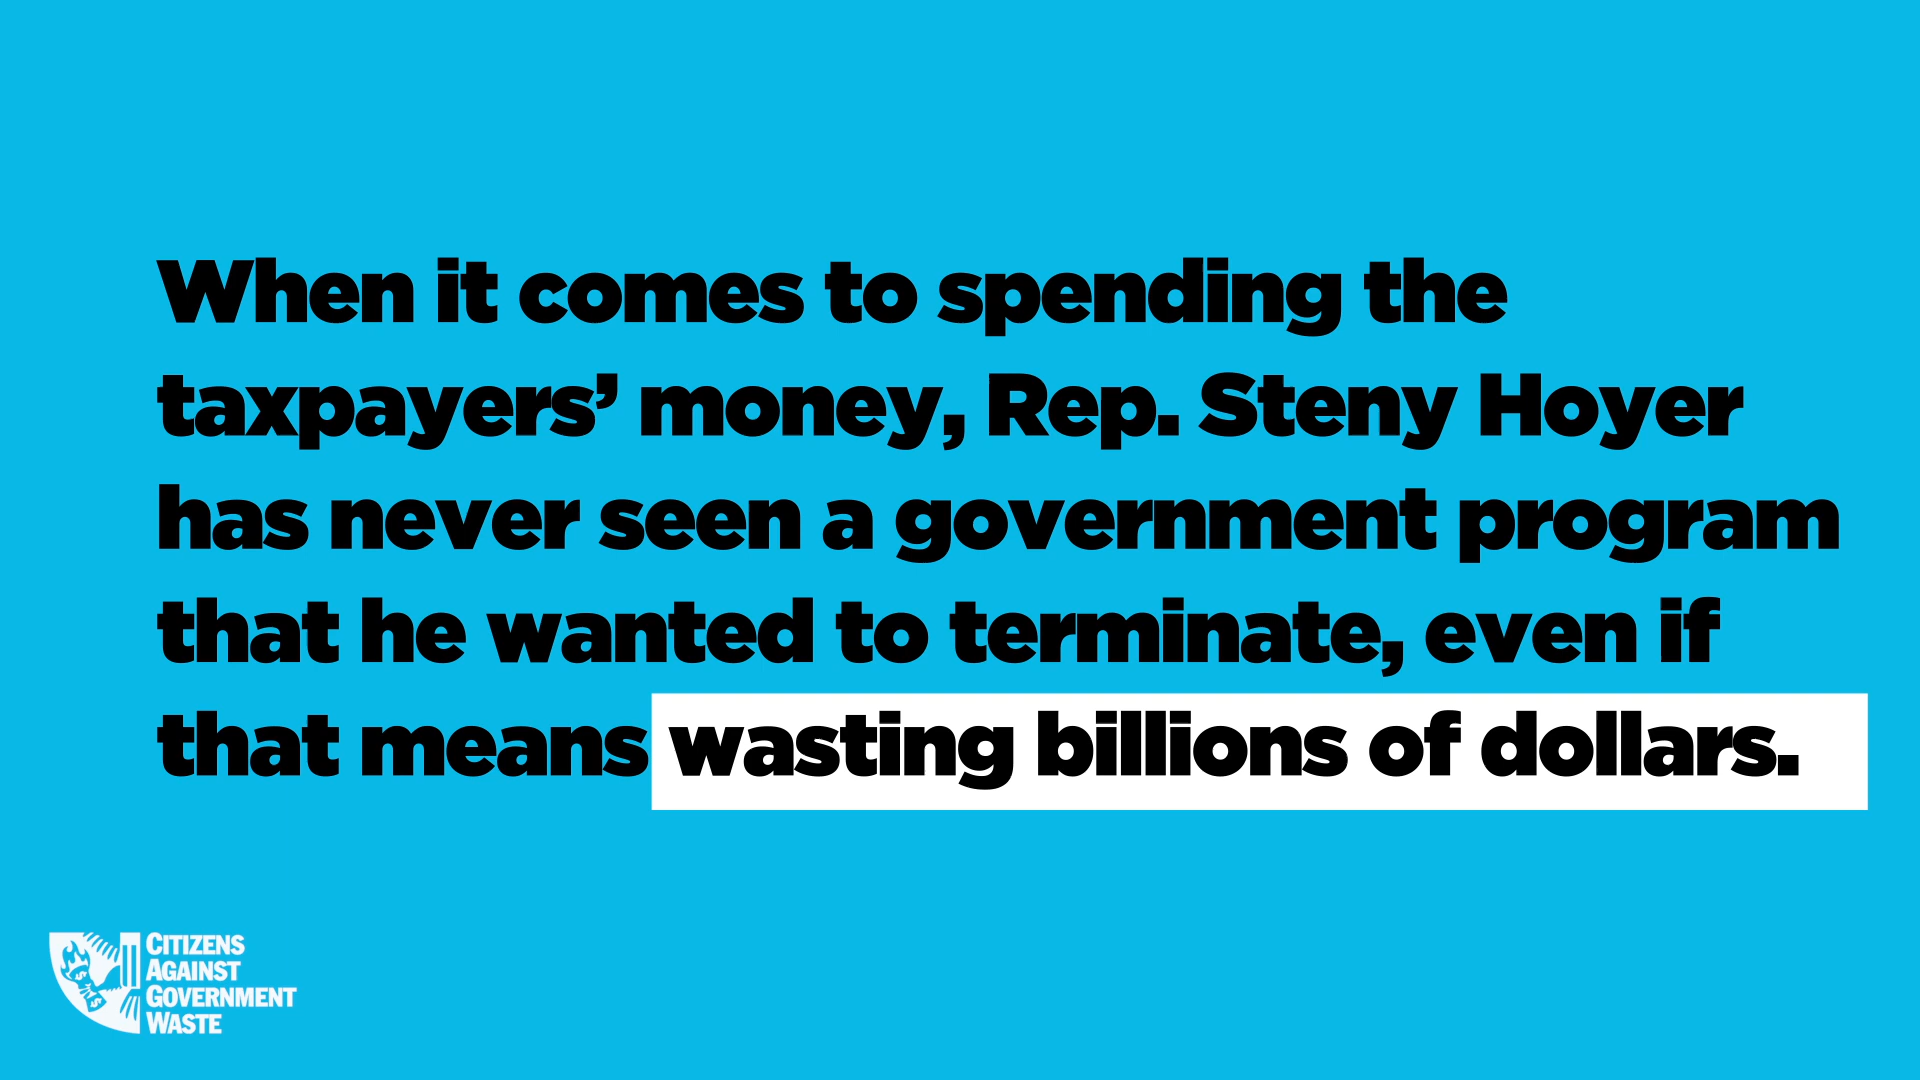 When it comes to spending the
taxpayers’ money, Rep. Steny Hoyer
has never seen a government program
that he wanted to terminate, even if
that means wasting billions of dollars.
CITIZENS
AGAINST
GOVERNMENT
WASTE